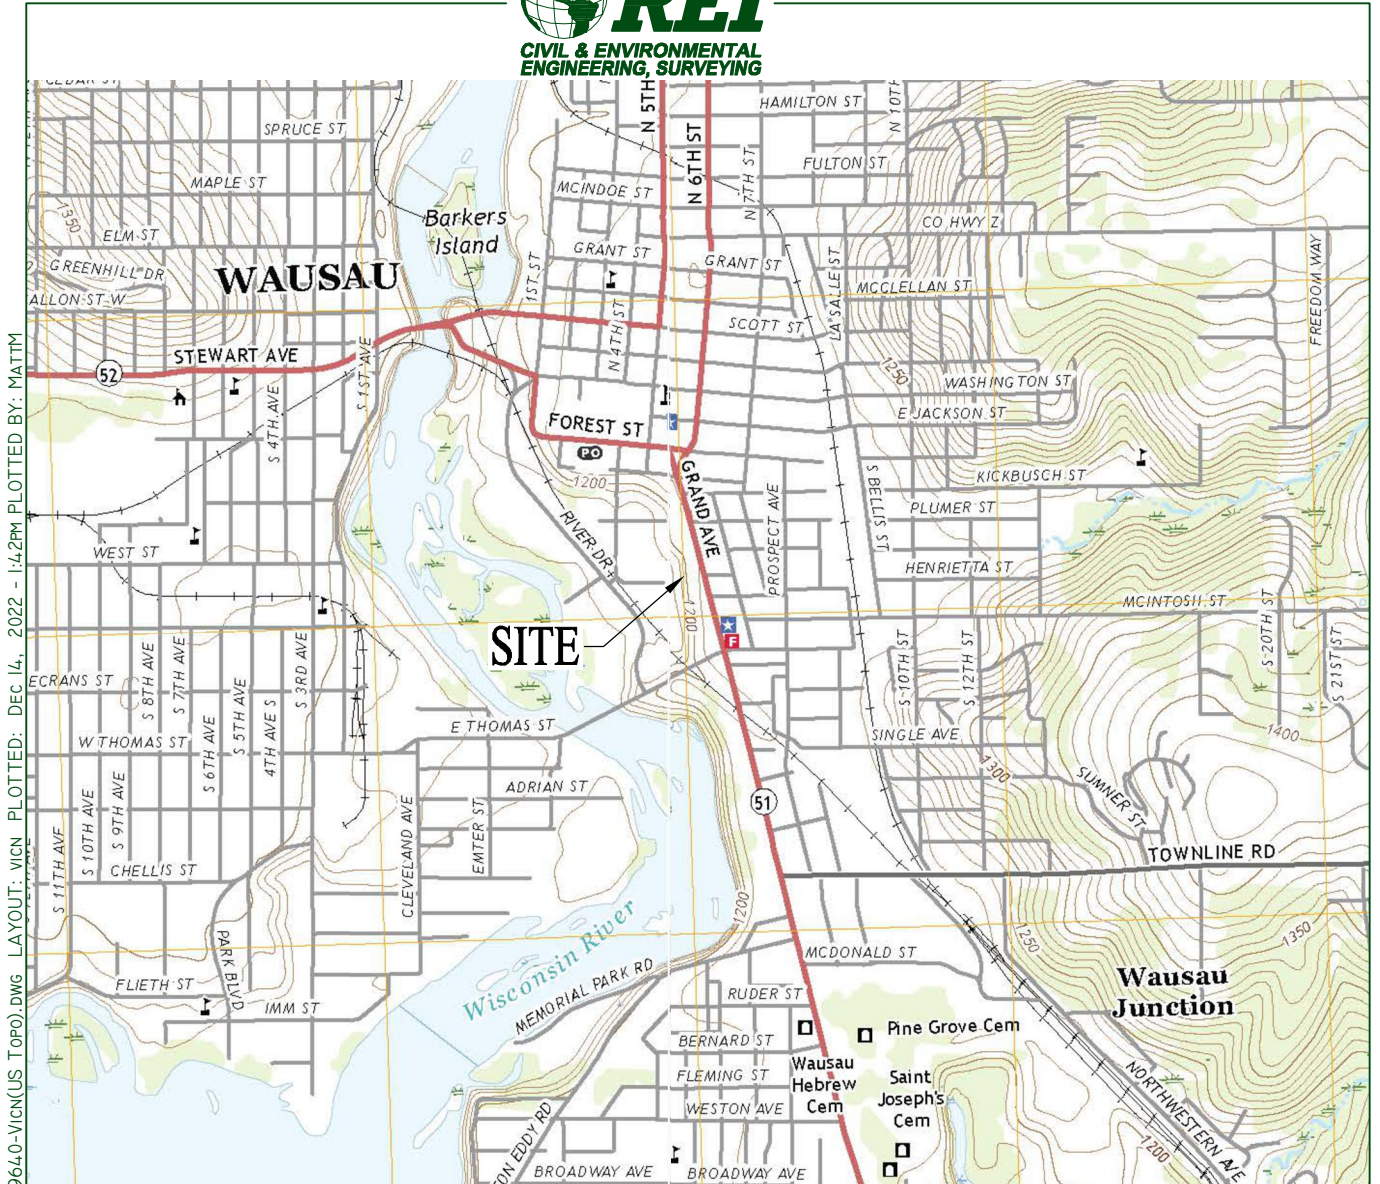 REI
CIVIL & ENVIRONMENTAL
ENGINEERING, SURVEYING
CEDAR ST
SPRUCE ST
MAPLE ST
1350
ELM ST
GREENHILL DR
ALLON ST W
WAUSAU
Barkers
Island
STEWART AVE
52
S 1ST AVE
S 4TH AVE
N 5TH
N 6TH ST
N 7TH ST
HAMILTON ST
N 10TH
FULTON ST
MCINDOE ST
CO HWY Z
GRANT ST
GRANT ST
1ST ST
N 4TH ST
LA SALLE ST
MCCLELLAN ST
SCOTT ST
FREEDOM WAY
1250
WASHINGTON ST
E JACKSON ST
FOREST ST
PO
1200
GRAND AVE
KICKBUSCH ST
S BELLIS ST
PROSPECT AVE
PLUMER ST
RIVER DR
WEST ST
HENRIETTA ST
MCINTOSH ST
1200
SITE
F
S 20TH ST
S 21ST ST
S 10TH ST
S 12TH ST
ECRANS ST
S 8TH AVE
S 7TH AVE
S 3RD AVE
S 6TH AVE
S 5TH AVE
4TH AVE S
W THOMAS ST
E THOMAS ST
SINGLE AVE
1400
1300
SUMNER ST
ADRIAN ST
51
S 10TH AVE
S 9TH AVE
S 11TH AVE
CLEVELAND AVE
EMTER ST
CHELLIS ST
TOWNLINE RD
1200
1250
1350
Wisconsin River
MEMORIAL PARK RD
MCDONALD ST
PARK BLVD
FLIETH ST
IMM ST
RUDER ST
Wausau
Junction
Pine Grove Cem
BERNARD ST
Wausau
Hebrew
Cem
FLEMING ST
Saint
Joseph's
Cem
WESTON AVE
NORTHWESTERN AVE
1200
TON EDDY RD
BROADWAY AVE
BROADWAY AVE
9640-VICN(US TOPO).DWG LAYOUT: VICN PLOTTED: DEC 14, 2022 - 1:42PM PLOTTED BY: MATTM